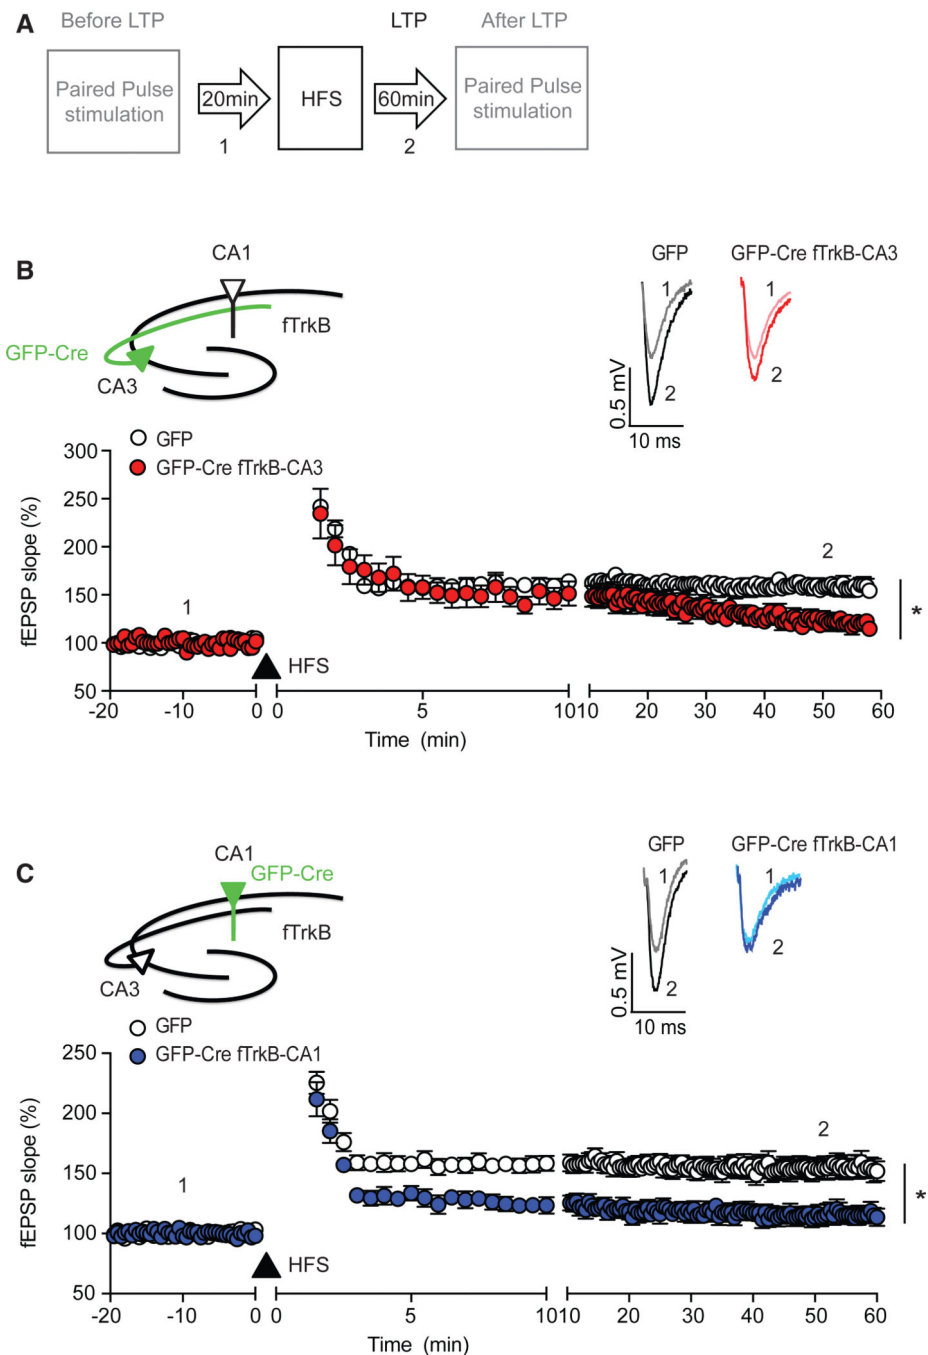 A
Before LTP
LTP
After LTP
Paired Pulse
stimulation
20min
HFS
60min
Paired Pulse
stimulation
1
2
B
CA1
fTrkB
GFP-Cre
CA3
GFP
GFP-Cre fTrkB-CA3
1
1
2
2
0.5 mV
10 ms
GFP
GFP-Cre fTrkB-CA3
fEPSP slope (%)
300
250
200
150
100
50
1
2
*
HFS
-20
-10
0
0
5
10
10
20
30
40
50
60
Time (min)
C
CA1
GFP-Cre
fTrkB
CA3
GFP
GFP-Cre fTrkB-CA1
1
1
2
2
0.5 mV
10 ms
GFP
GFP-Cre fTrkB-CA1
fEPSP slope (%)
250
200
150
100
50
1
2
*
HFS
-20
-10
0
0
5
10
10
20
30
40
50
60
Time (min)